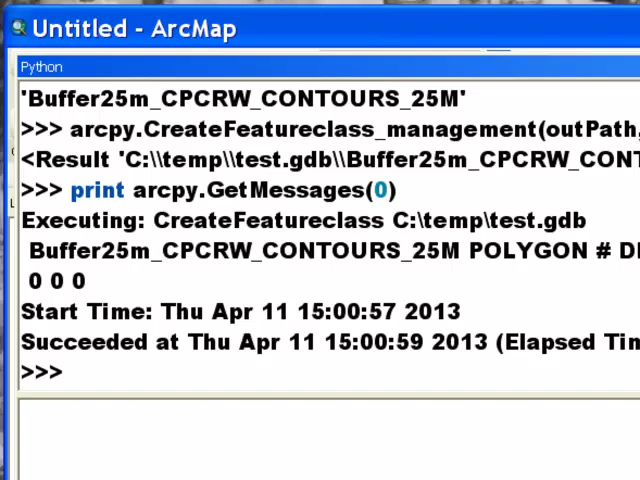 Untitled - ArcMap
Python
'Buffer25m_CPCRW_CONTOURS_25M'
>>> arcpy.CreateFeatureclass_management(outPath,
<Result 'C:\\temp\\test.gdb\\Buffer25m_CPCRW_CONT
>>> print arcpy.GetMessages(0)
Executing: CreateFeatureclass C:\temp\test.gdb
Buffer25m_CPCRW_CONTOURS_25M POLYGON # DI
0 0 0
Start Time: Thu Apr 11 15:00:57 2013
Succeeded at Thu Apr 11 15:00:59 2013 (Elapsed Tim
>>>